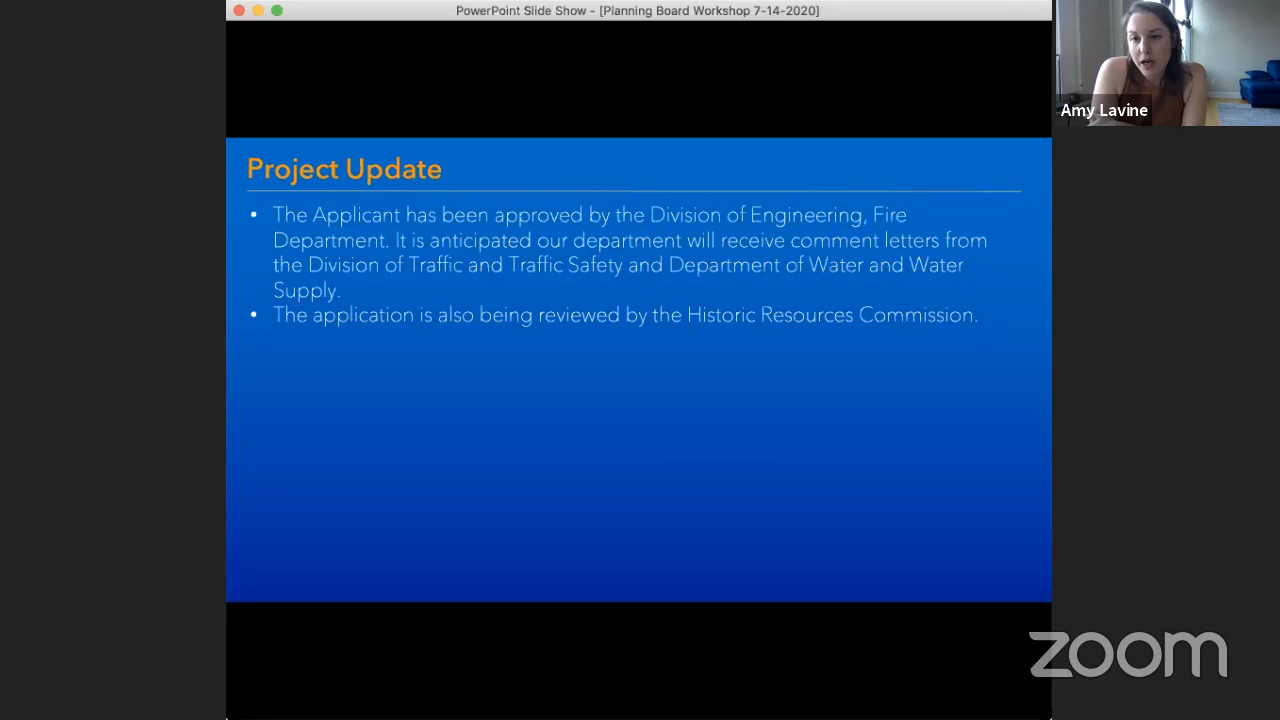 PowerPoint Slide Show - [Planning Board Workshop 7-14-2020]
Amy Lavine
Project Update
• The Applicant has been approved by the Division of Engineering, Fire
Department. It is anticipated our department will receive comment letters from
the Division of Traffic and Traffic Safety and Department of Water and Water
Supply.
• The application is also being reviewed by the Historic Resources Commission.
zoom